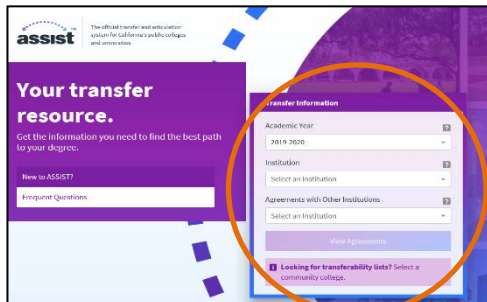 assist™
The official transfer and articulation
system for California's public colleges
and universities
Your transfer
resource.
Get the information you need to find the best path
to your degree.
New to ASSIST?
Frequent Questions
Transfer Information
Academic Year
?
2019-2020
Institution
?
Select an Institution
Agreements with Other Institutions
?
Select an Institution
View Agreements
Looking for transferability lists? Select a
community college.